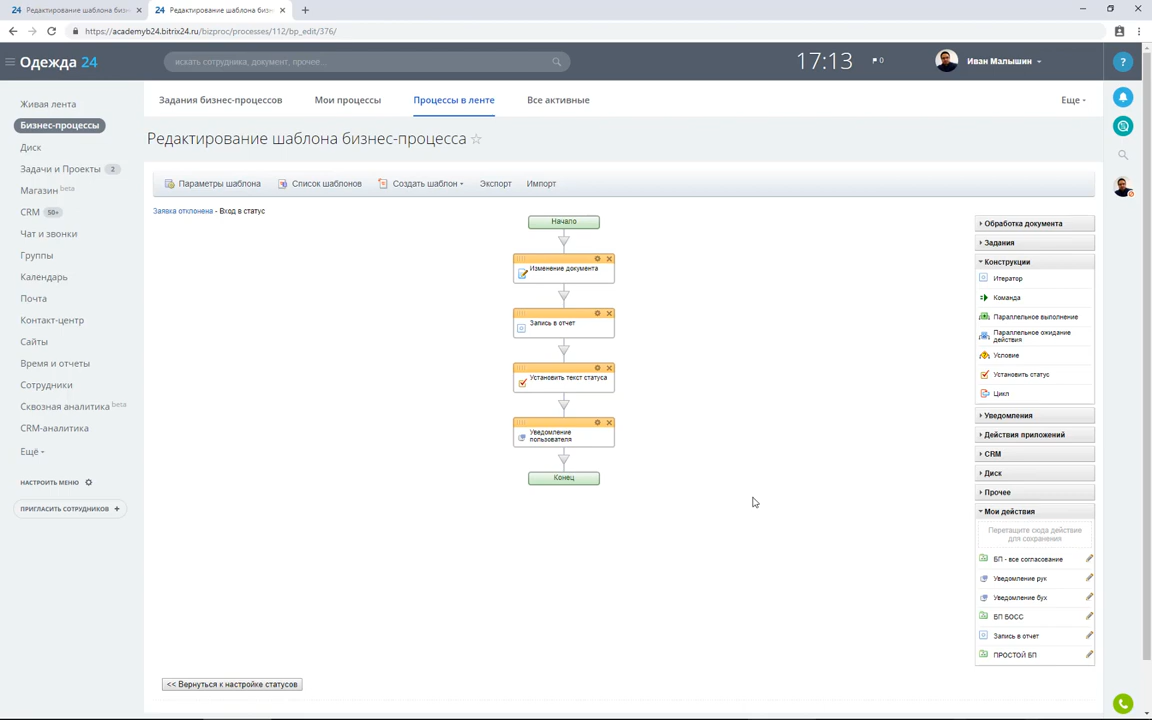 24 Редактирование шаблона бизн
24 Редактирование шаблона бизн
https://academyb24.bitrix24.ru/bizproc/processes/112/bp_edit/376/
Одежда 24
искать сотрудника, документ, прочее...
17:13
0
Иван Малышин
?
Живая лента
Бизнес-процессы
Диск
Задачи и Проекты 2
Магазин beta
CRM 50+
Чат и звонки
Группы
Календарь
Почта
Контакт-центр
Сайты
Время и отчеты
Сотрудники
Сквозная аналитика beta
CRM-аналитика
Ещё
НАСТРОИТЬ МЕНЮ
ПРИГЛАСИТЬ СОТРУДНИКОВ +
Задания бизнес-процессов
Мои процессы
Процессы в ленте
Все активные
Еще
Редактирование шаблона бизнес-процесса
Параметры шаблона
Список шаблонов
Создать шаблон
Экспорт
Импорт
Заявка отклонена - Вход в статус
Начало
Изменение документа
Запись в отчет
Установить текст статуса
Уведомление
пользователя
Конец
Обработка документа
Задания
Конструкции
Итератор
Команда
Параллельное выполнение
Параллельное ожидание
действия
Условие
Установить статус
Цикл
Уведомления
Действия приложений
CRM
Диск
Прочее
Мои действия
Перетащите сюда действие
для сохранения
БП - все согласование
Уведомление рук
Уведомление бух
БП БОСС
Запись в отчет
ПРОСТОЙ БП
<< Вернуться к настройке статусов